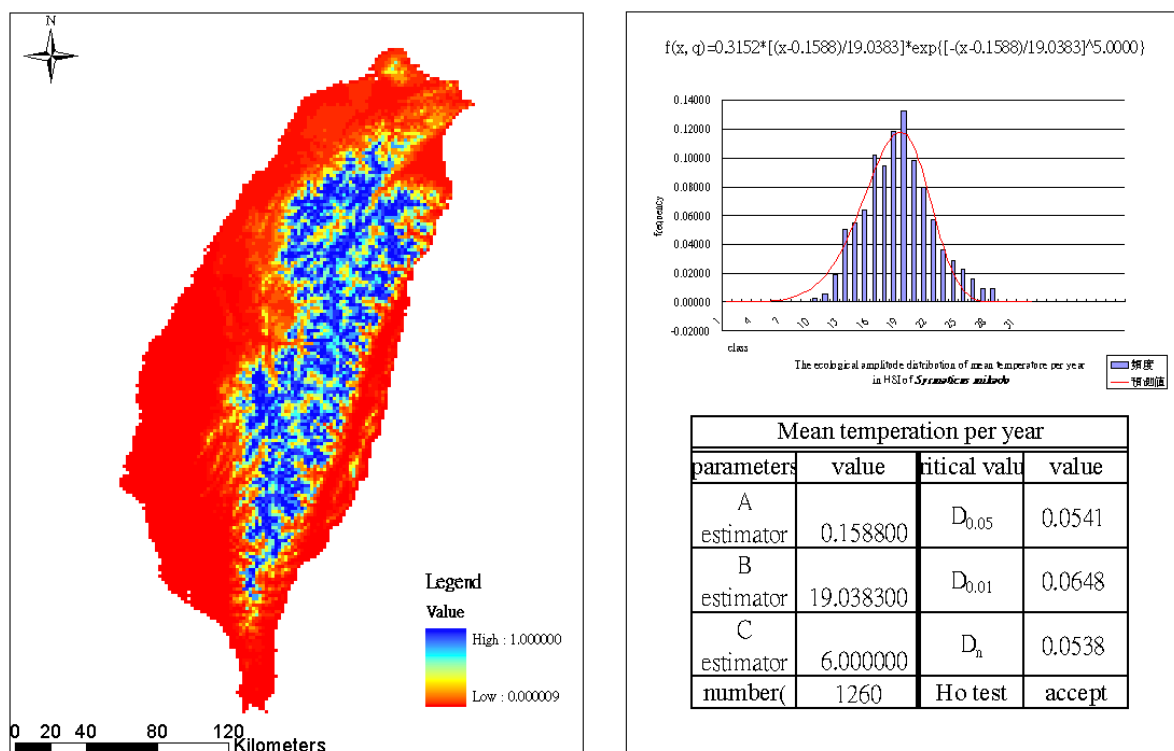 N
Legend
Value
High : 1.000000
Low : 0.000009
0 20 40 80 120
Kilometers
f(x, q)=0.3152*[(x-0.1588)/19.0383]*exp{[-(x-0.1588)/19.0383]^5.0000}
0.14000
0.12000
0.10000
0.08000
0.06000
0.04000
0.02000
0.00000
-0.02000
frequency
1 4 7 10 13 16 19 22 25 28 31
class
The ecological amplitude distribution of mean temperature per year
in HSI of Syrmaticus mikado
頻度
預測值
Mean temperation per year
parameters value ritical valu value
A estimator 0.158800 D0.05 0.0541
B estimator 19.038300 D0.01 0.0648
C estimator 6.000000 Dn 0.0538
number( 1260 Ho test accept